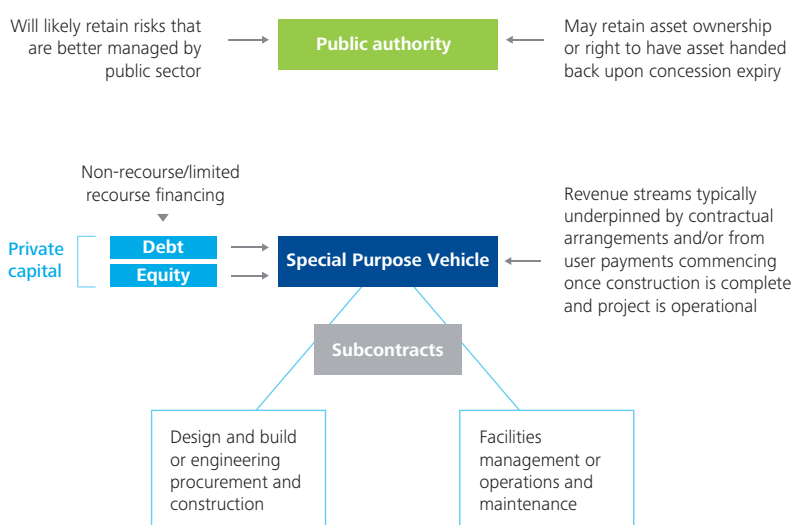 Will likely retain risks that
are better managed by
public sector
Public authority
May retain asset ownership
or right to have asset handed
back upon concession expiry
Non-recourse/limited
recourse financing
Private
capital
Debt
Equity
Special Purpose Vehicle
Revenue streams typically
underpinned by contractual
arrangements and/or from
user payments commencing
once construction is complete
and project is operational
Subcontracts
Design and build
or engineering
procurement and
construction
Facilities
management or
operations and
maintenance